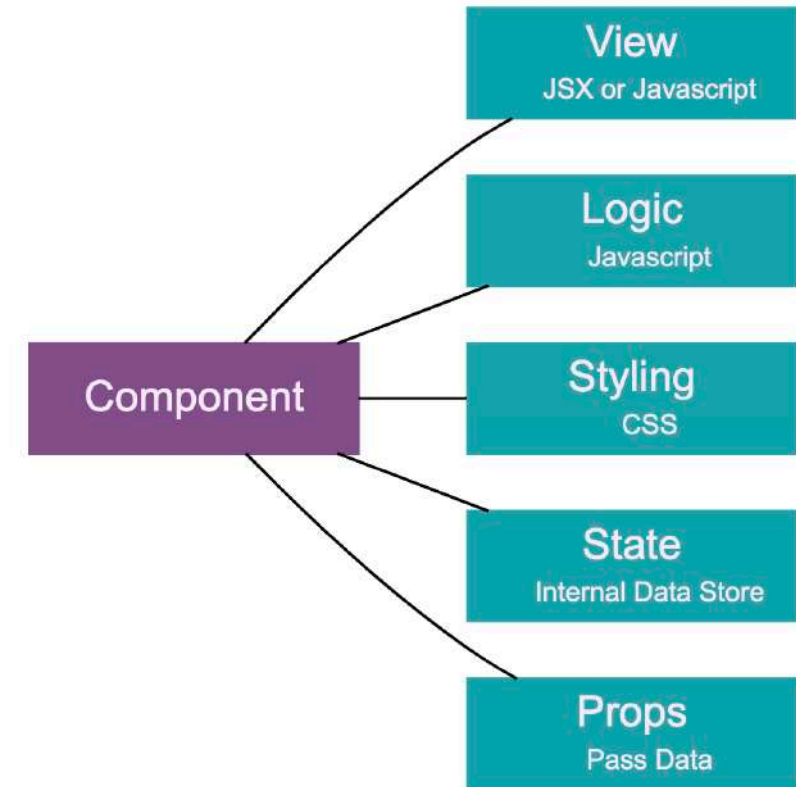 View
JSX or Javascript
Logic
Javascript
Component
Styling
CSS
State
Internal Data Store
Props
Pass Data